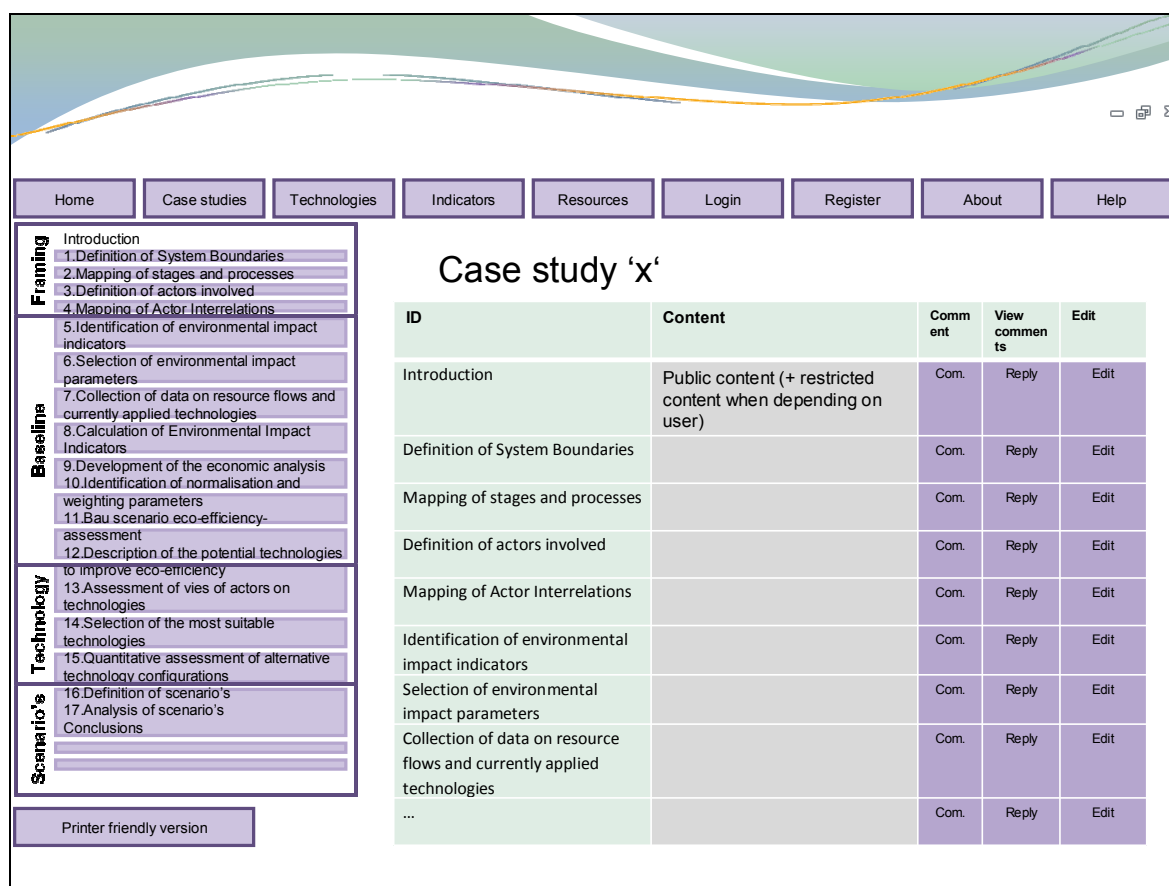 Home
Case studies
Technologies
Indicators
Resources
Login
Register
About
Help
Framing
Introduction
1.Definition of System Boundaries
2.Mapping of stages and processes
3.Definition of actors involved
4.Mapping of Actor Interrelations
Baseline
5.Identification of environmental impact
indicators
6.Selection of environmental impact
parameters
7.Collection of data on resource flows and
currently applied technologies
8.Calculation of Environmental Impact
Indicators
9.Development of the economic analysis
10.Identification of normalisation and
weighting parameters
11.Bau scenario eco-efficiency-
assessment
12.Description of the potential technologies
to improve eco-efficiency
Technology
13.Assessment of vies of actors on
technologies
14.Selection of the most suitable
technologies
15.Quantitative assessment of alternative
technology configurations
Scenario's
16.Definition of scenario's
17.Analysis of scenario's
Conclusions
Printer friendly version
Case study ‘x‘
ID
Content
Comm
ent
View
commen
ts
Edit
Introduction
Public content (+ restricted
content when depending on
user)
Com.
Reply
Edit
Definition of System Boundaries
Com.
Reply
Edit
Mapping of stages and processes
Com.
Reply
Edit
Definition of actors involved
Com.
Reply
Edit
Mapping of Actor Interrelations
Com.
Reply
Edit
Identification of environmental
impact indicators
Com.
Reply
Edit
Selection of environmental
impact parameters
Com.
Reply
Edit
Collection of data on resource
flows and currently applied
technologies
Com.
Reply
Edit
...
Com.
Reply
Edit